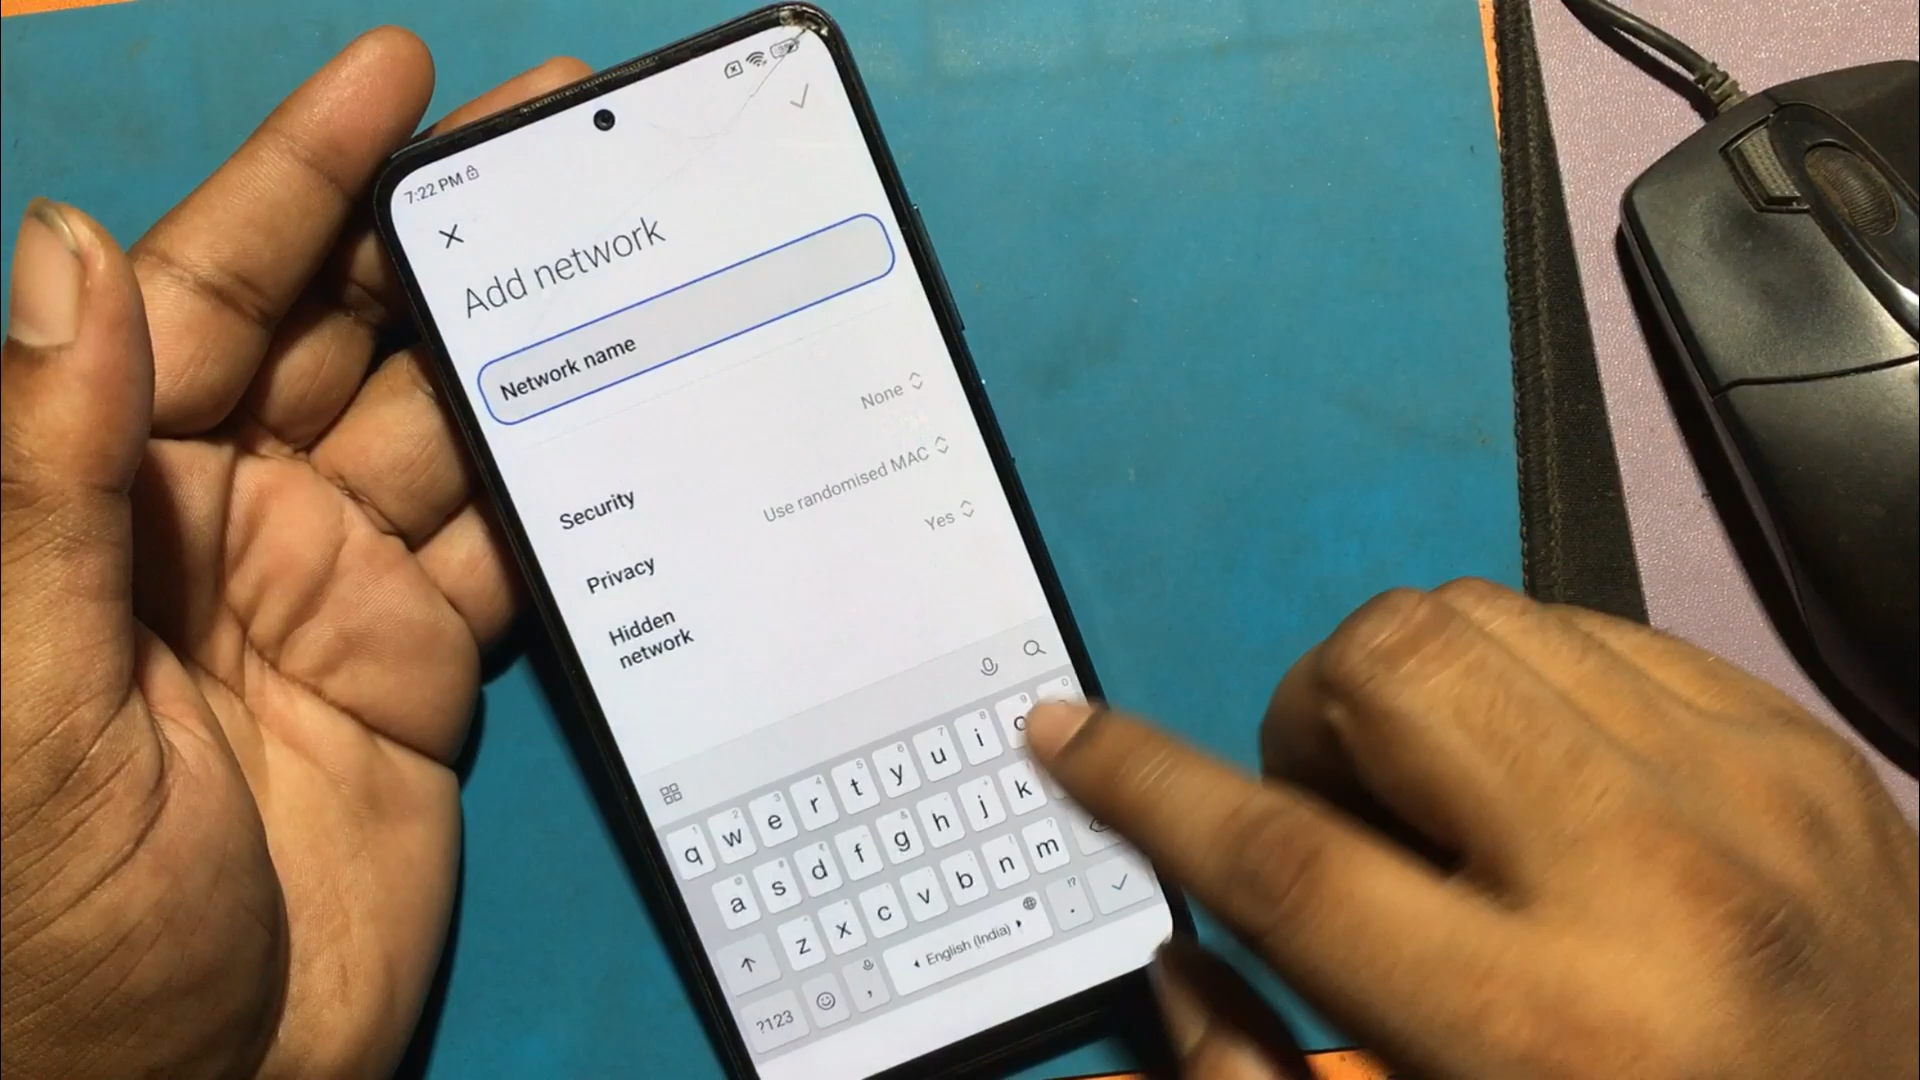 7:22 PM
Add network
Network name
Security None
Privacy Use randomised MAC
Hidden
network Yes
q w e r t y u i o
a s d f g h j k
z x c v b n m
?123 , English (India) .